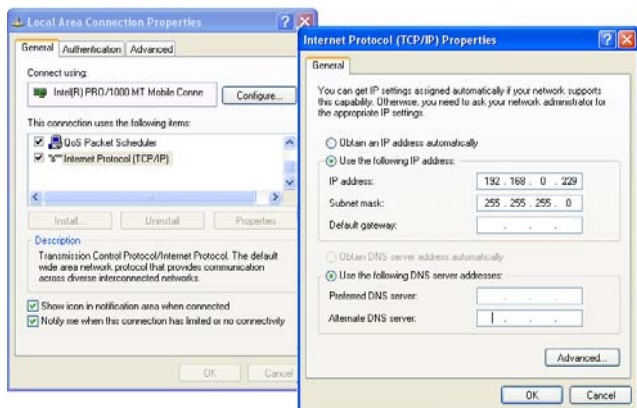 Local Area Connection Properties
General Authentication Advanced
Connect using:
Intel(R) PRO/1000 MT Mobile Conne
Configure...
This connection uses the following items:
QoS Packet Scheduler
Internet Protocol (TCP/IP)
Install... Uninstall Properties
Description
Transmission Control Protocol/Internet Protocol. The default
wide area network protocol that provides communication
across diverse interconnected networks.
Show icon in notification area when connected
Notify me when this connection has limited or no connectivity
OK Cancel
Internet Protocol (TCP/IP) Properties
General
You can get IP settings assigned automatically if your network supports
this capability. Otherwise, you need to ask your network administrator for
the appropriate IP settings.
Obtain an IP address automatically
Use the following IP address:
IP address: 192 . 168 . 0 . 229
Subnet mask: 255 . 255 . 255 . 0
Default gateway: . . .
Obtain DNS server address automatically
Use the following DNS server addresses:
Preferred DNS server: . . .
Alternate DNS server: . . .
Advanced...
OK Cancel